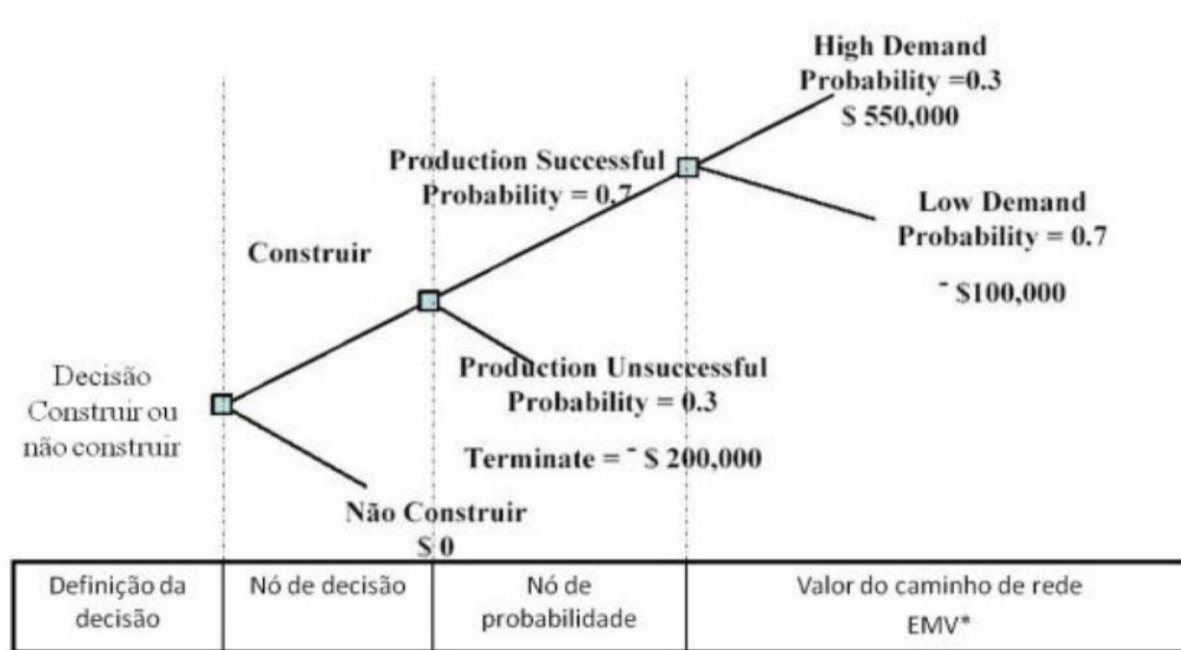 High Demand
Probability =0.3
$ 550,000
Production Successful
Probability = 0.7
Low Demand
Probability = 0.7
- $100,000
Construir
Production Unsuccessful
Probability = 0.3
Terminate = - $ 200,000
Decisão
Construir ou
não construir
Não Construir
$ 0
Definição da
decisão
Nó de decisão
Nó de
probabilidade
Valor do caminho de rede
EMV*